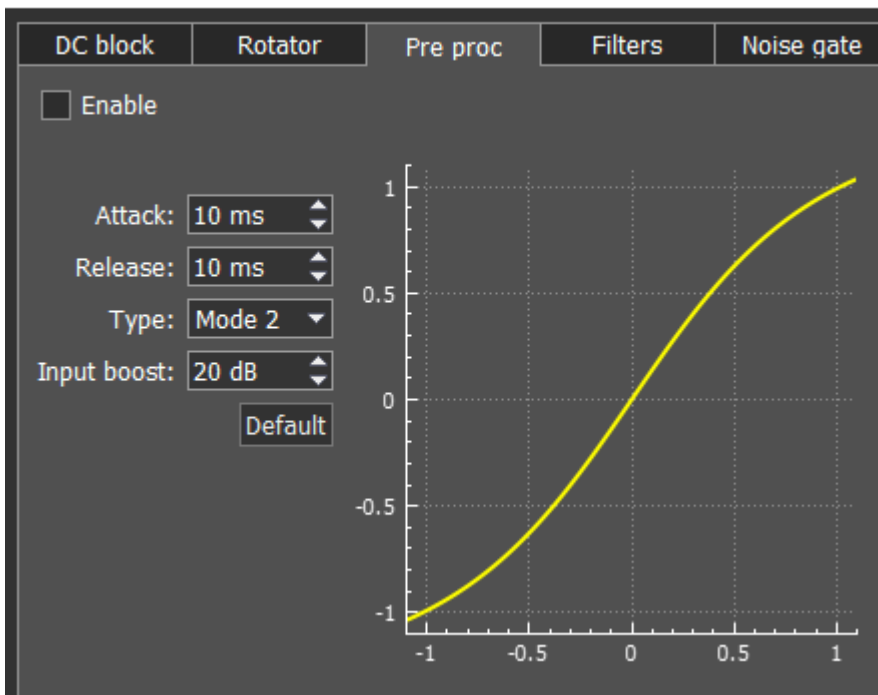 DC block Rotator Pre proc Filters Noise gate
Enable
Attack: 10 ms
Release: 10 ms
Type: Mode 2
Input boost: 20 dB
Default
1
0.5
0
-0.5
-1
-1 -0.5 0 0.5 1